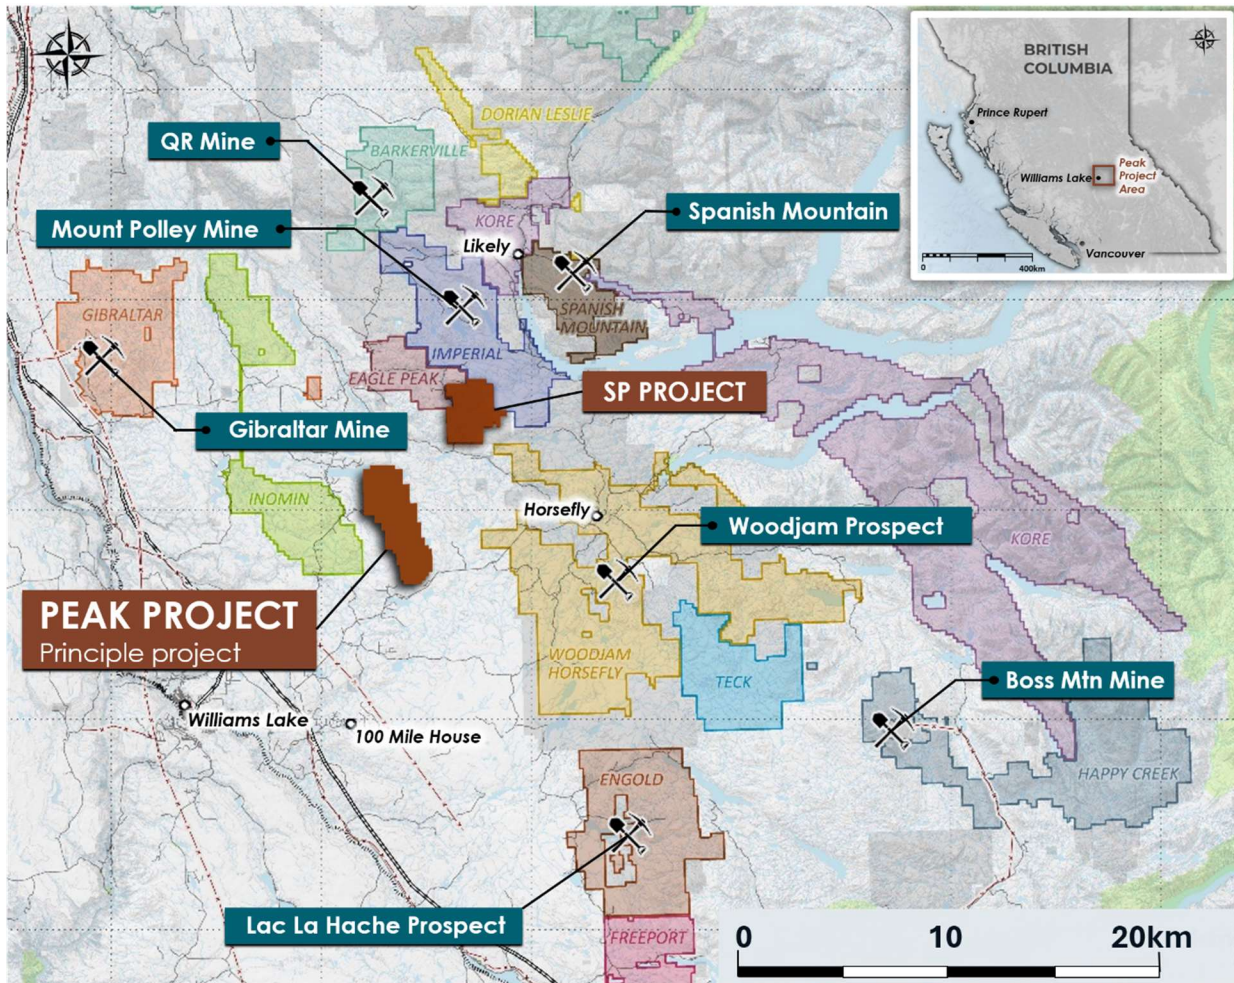 BRITISH
COLUMBIA
Prince Rupert
Williams Lake
Peak
Project
Area
Vancouver
0
400km
DORIAN LESLIE
QR Mine
BARKERVILLE
Mount Polley Mine
KORE
Likely
Spanish Mountain
GIBRALTAR
SPANISH
MOUNTAIN
IMPERIAL
EAGLE PEAK
SP PROJECT
Gibraltar Mine
INOMIN
Horsefly
Woodjam Prospect
KORE
PEAK PROJECT
Principle project
WOODJAM
HORSEFLY
TECK
Boss Mtn Mine
Williams Lake
100 Mile House
HAPPY CREEK
ENGOLD
Lac La Hache Prospect
FREEPORT
0 10 20km